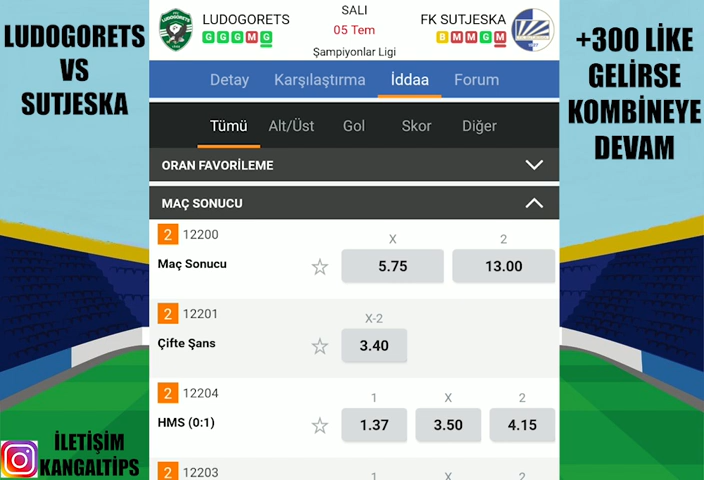 LUDOGORETS
VS
SUTJESKA
LUDOGORETS
G G G M G
SALI
05 Tem
Şampiyonlar Ligi
FK SUTJESKA
B M M G M
+300 LİKE
GELİRSE
KOMBİNEYE
DEVAM
Detay Karşılaştırma İddaa Forum
Tümü Alt/Üst Gol Skor Diğer
ORAN FAVORİLEME
MAÇ SONUCU
2 12200
X 2
Maç Sonucu 5.75 13.00
2 12201
X-2
Çifte Şans 3.40
2 12204
1 X 2
HMS (0:1) 1.37 3.50 4.15
2 12203
1 X 2
İLETİŞİM
KANGALTİPS